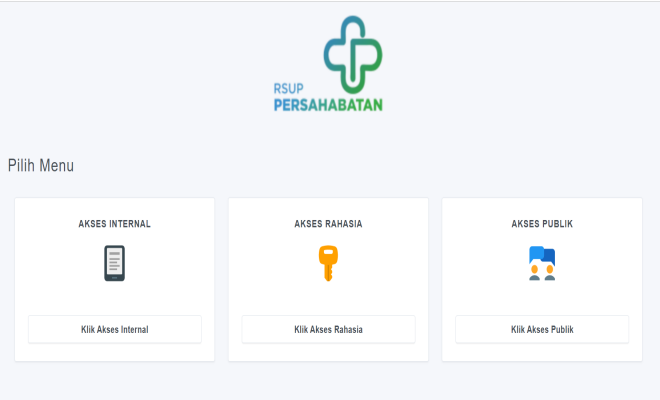 RSUP
PERSAHABATAN
Pilih Menu
AKSES INTERNAL
Klik Akses Internal
AKSES RAHASIA
Klik Akses Rahasia
AKSES PUBLIK
Klik Akses Publik